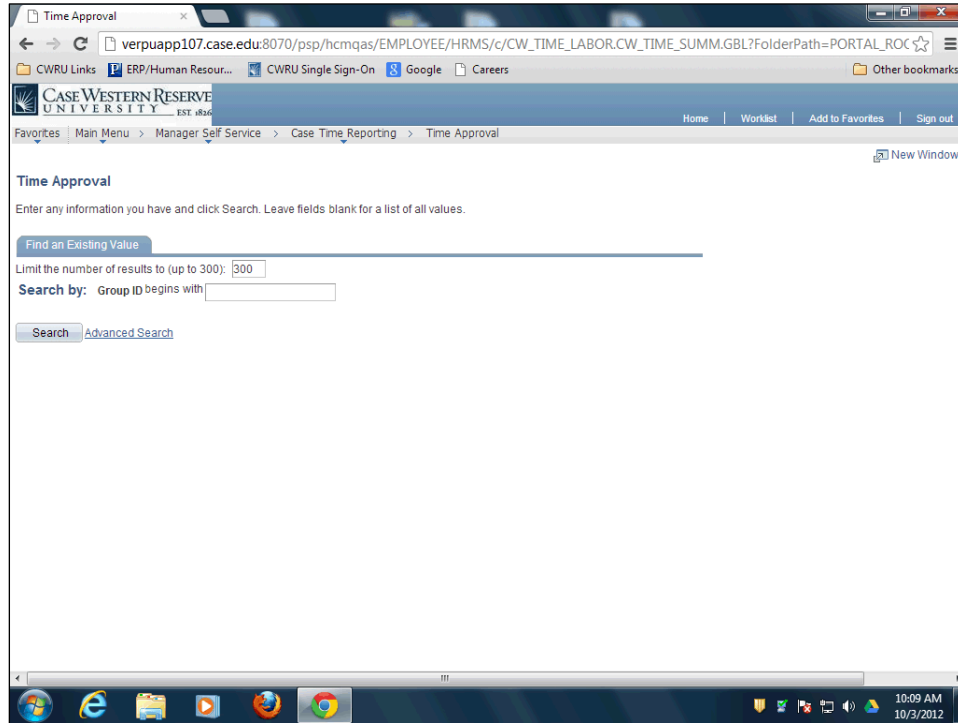 Time Approval
verpuapp107.case.edu:8070/psp/hcmqas/EMPLOYEE/HRMS/c/CW_TIME_LABOR.CW_TIME_SUMM.GBL?FolderPath=PORTAL_ROC
CWRU Links ERP/Human Resour... CWRU Single Sign-On Google Careers Other bookmarks
CASE WESTERN RESERVE
UNIVERSITY EST. 1826
Home | Worklist | Add to Favorites | Sign out
Favorites | Main Menu > Manager Self Service > Case Time Reporting > Time Approval
New Window
Time Approval
Enter any information you have and click Search. Leave fields blank for a list of all values.
Find an Existing Value
Limit the number of results to (up to 300): 300
Search by: Group ID begins with
Search Advanced Search
10:09 AM
10/3/2012